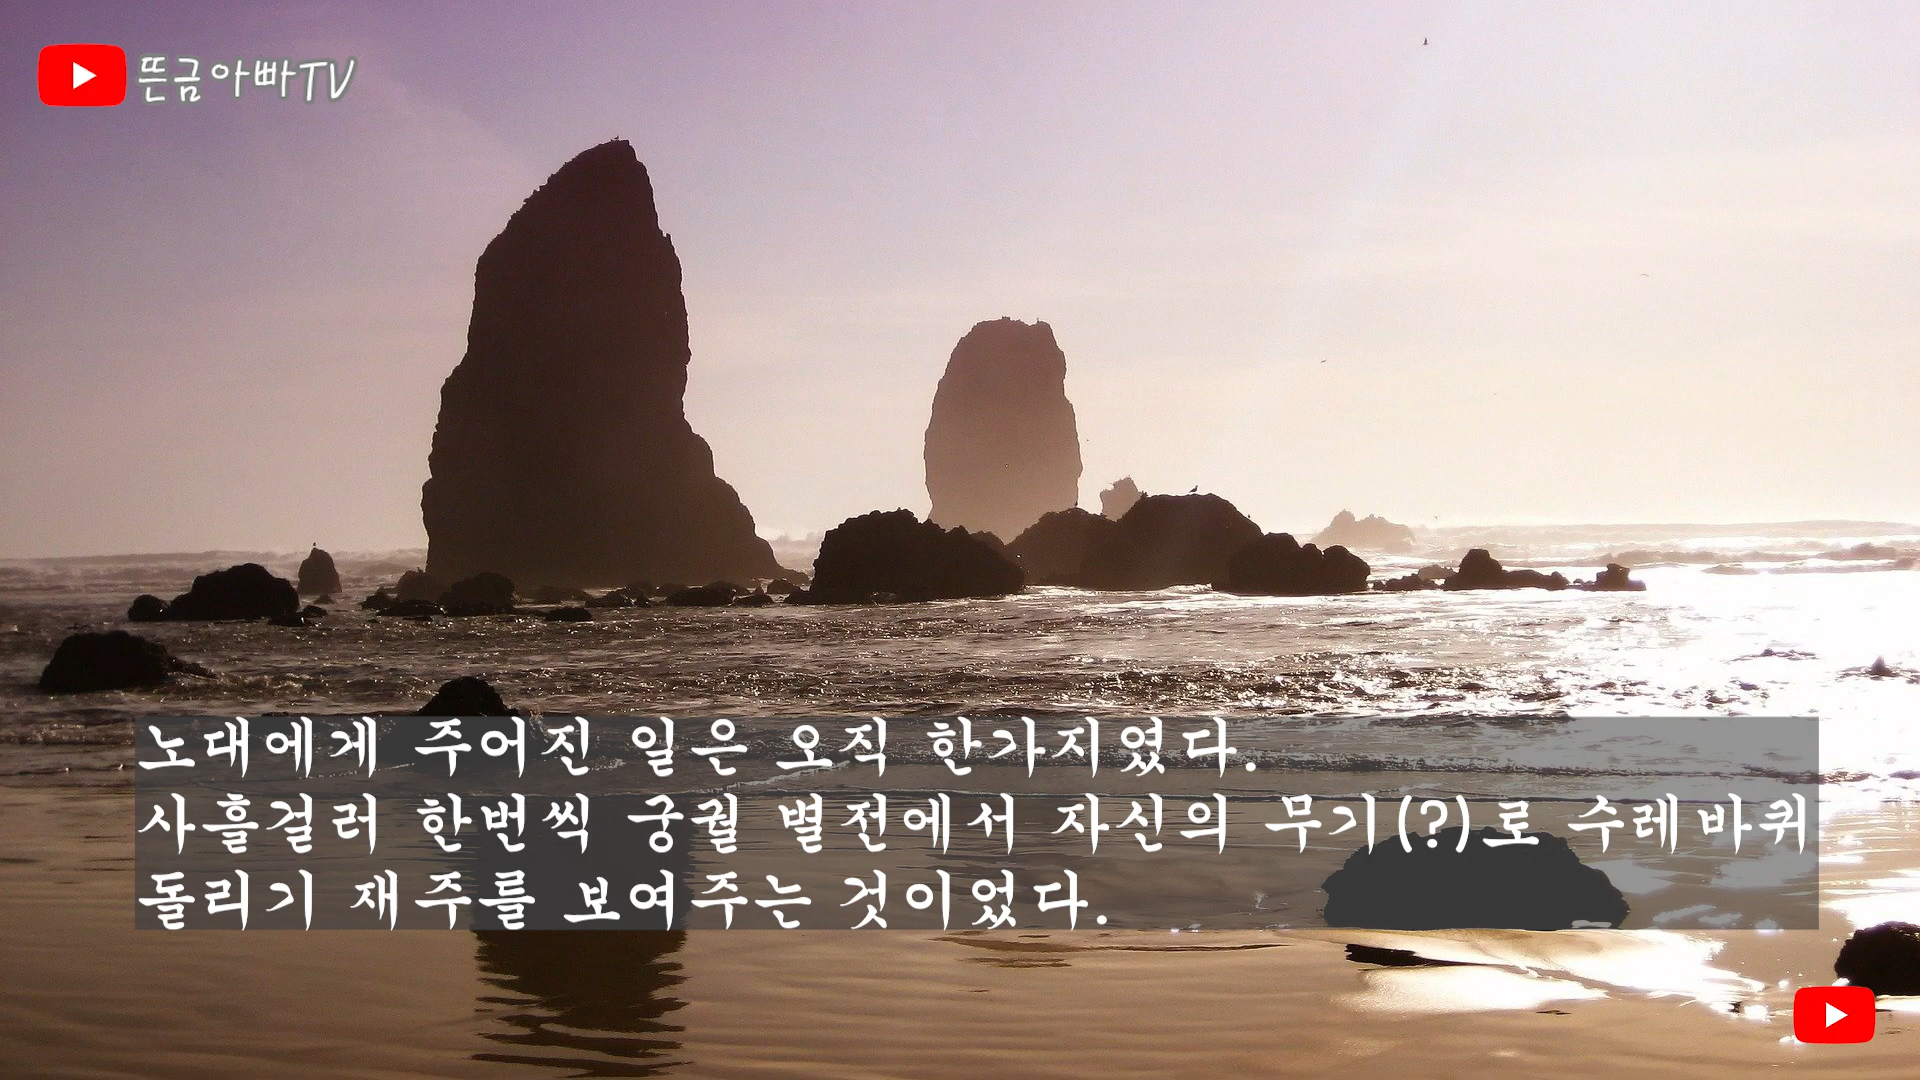 뜬금아빠TV
노대에게 주어진 일은 오직 한가지였다.
사흘걸러 한번씩 궁궐 별전에서 자신의 무기(?)로 수레바퀴
돌리기 재주를 보여주는 것이었다.